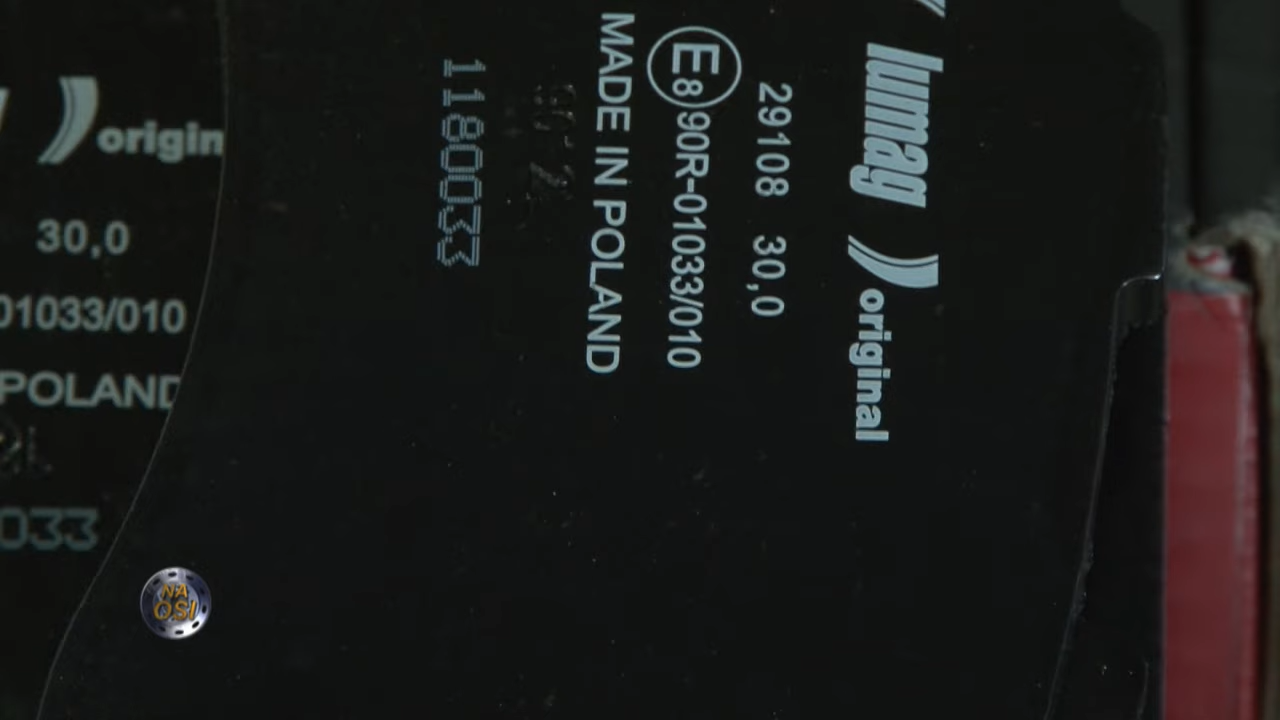 lumag original
29108 30,0
E8 90R-01033/010
MADE IN POLAND
1180033
origin
30,0
01033/010
POLAND
033
NA OSI